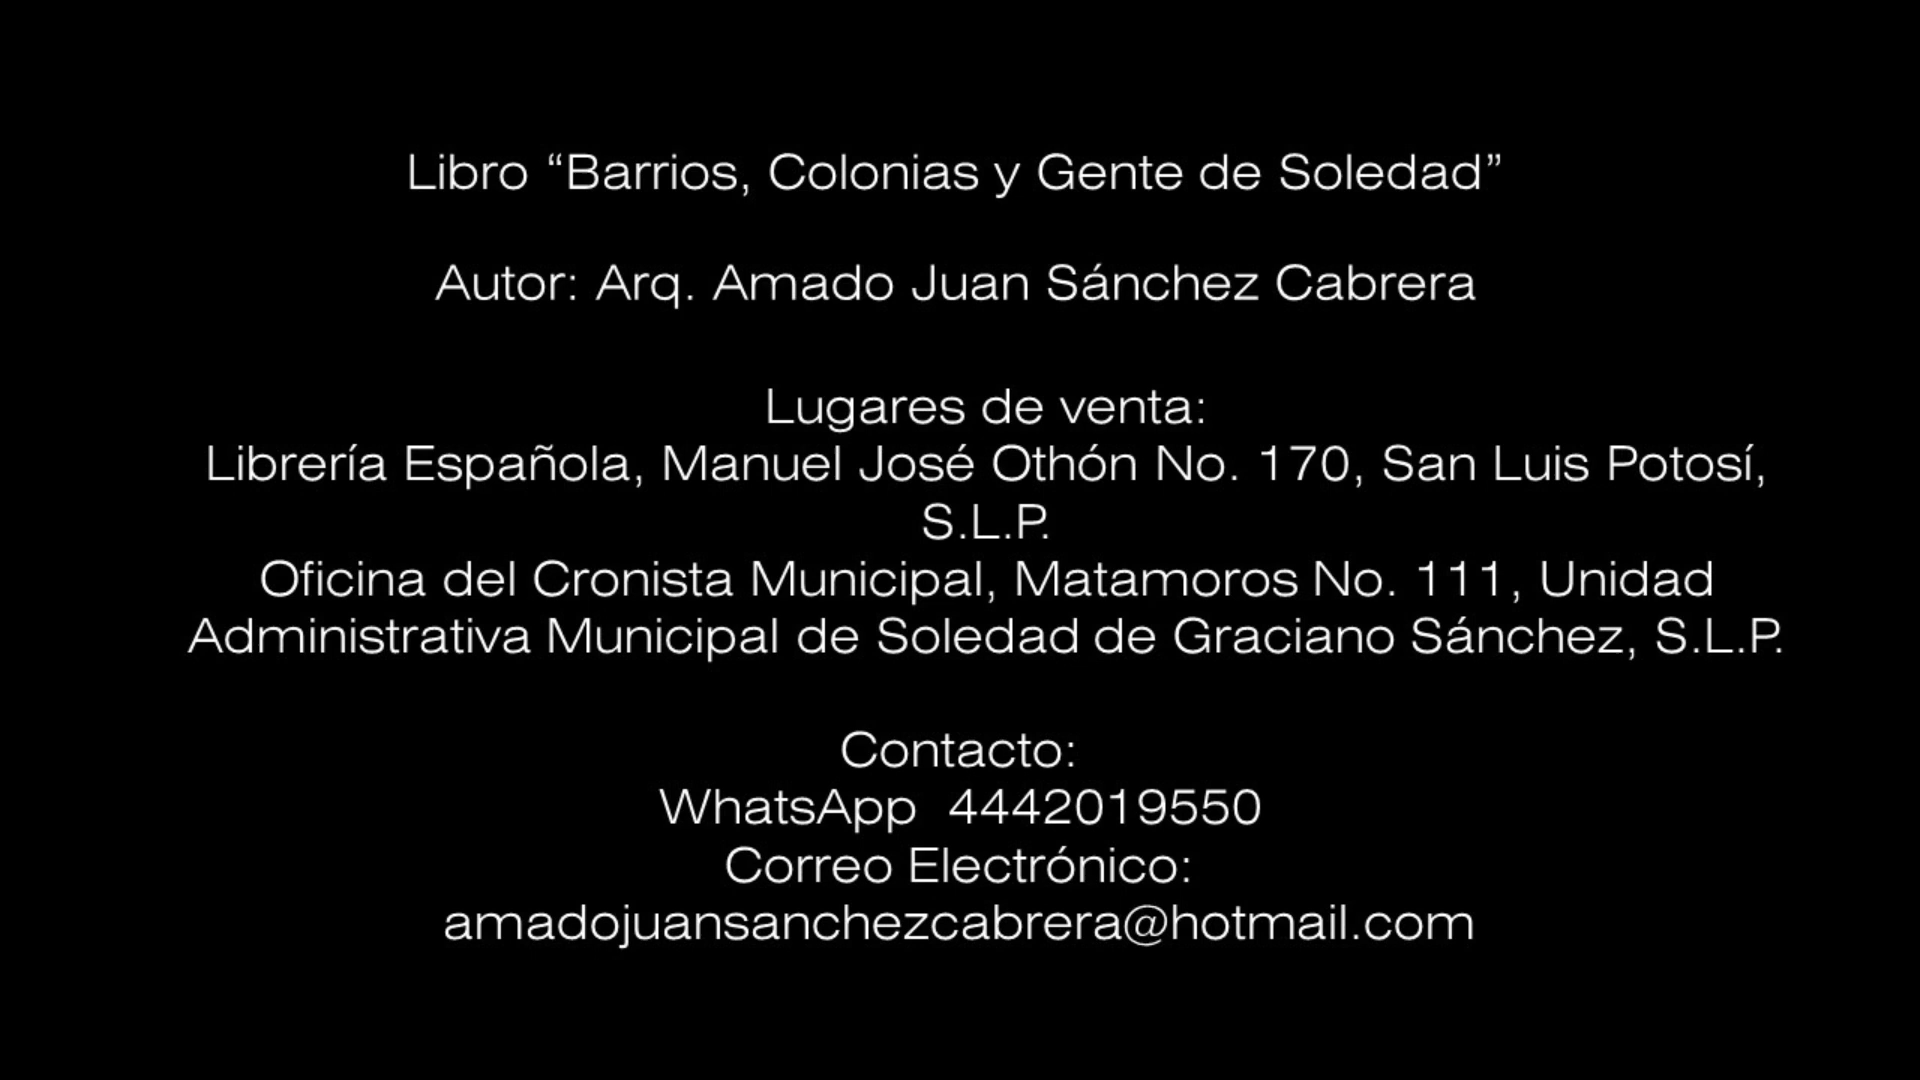 Libro “Barrios, Colonias y Gente de Soledad”
Autor: Arq. Amado Juan Sánchez Cabrera
Lugares de venta:
Librería Española, Manuel José Othón No. 170, San Luis Potosí,
S.L.P.
Oficina del Cronista Municipal, Matamoros No. 111, Unidad
Administrativa Municipal de Soledad de Graciano Sánchez, S.L.P.
Contacto:
WhatsApp  4442019550
Correo Electrónico:
amadojuansanchezcabrera@hotmail.com